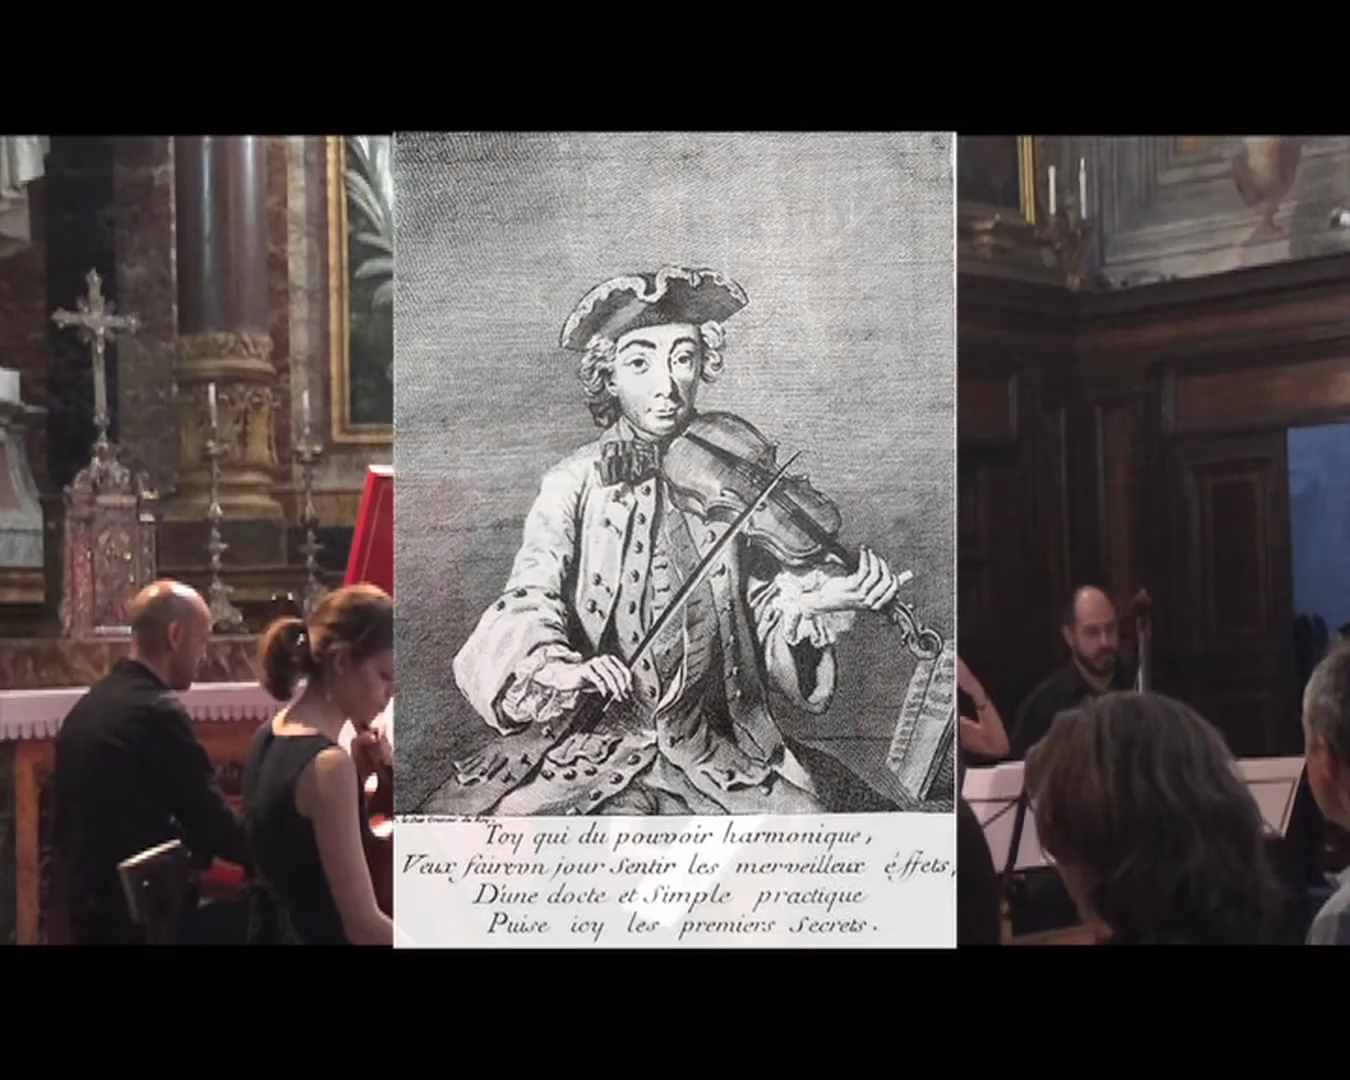 Toy qui du pouvoir harmonique,
Veux faire un jour Sentir les merveilleux éffets,
D'une docte et Simple practique
Puise icy les premiers Secrets.